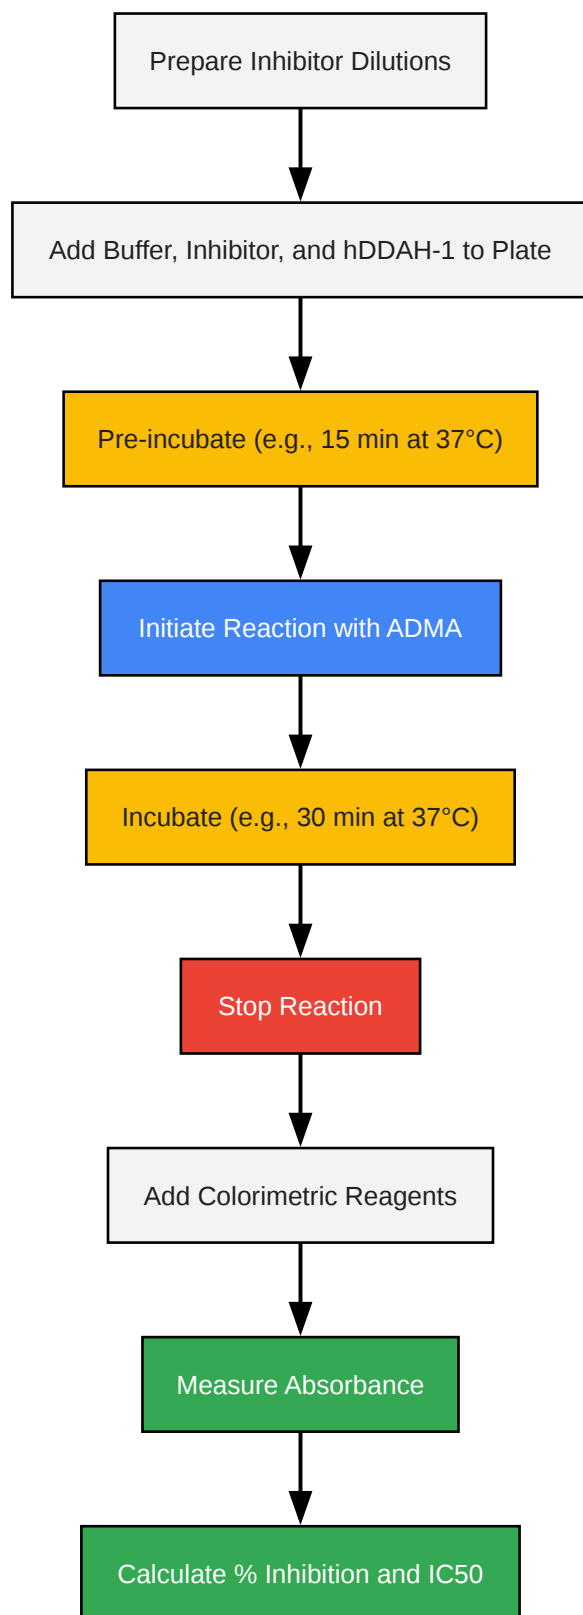 Prepare Inhibitor Dilutions
Add Buffer, Inhibitor, and hDDAH-1 to Plate
Pre-incubate (e.g., 15 min at 37°C)
Initiate Reaction with ADMA
Incubate (e.g., 30 min at 37°C)
Stop Reaction
Add Colorimetric Reagents
Measure Absorbance
Calculate % Inhibition and IC50